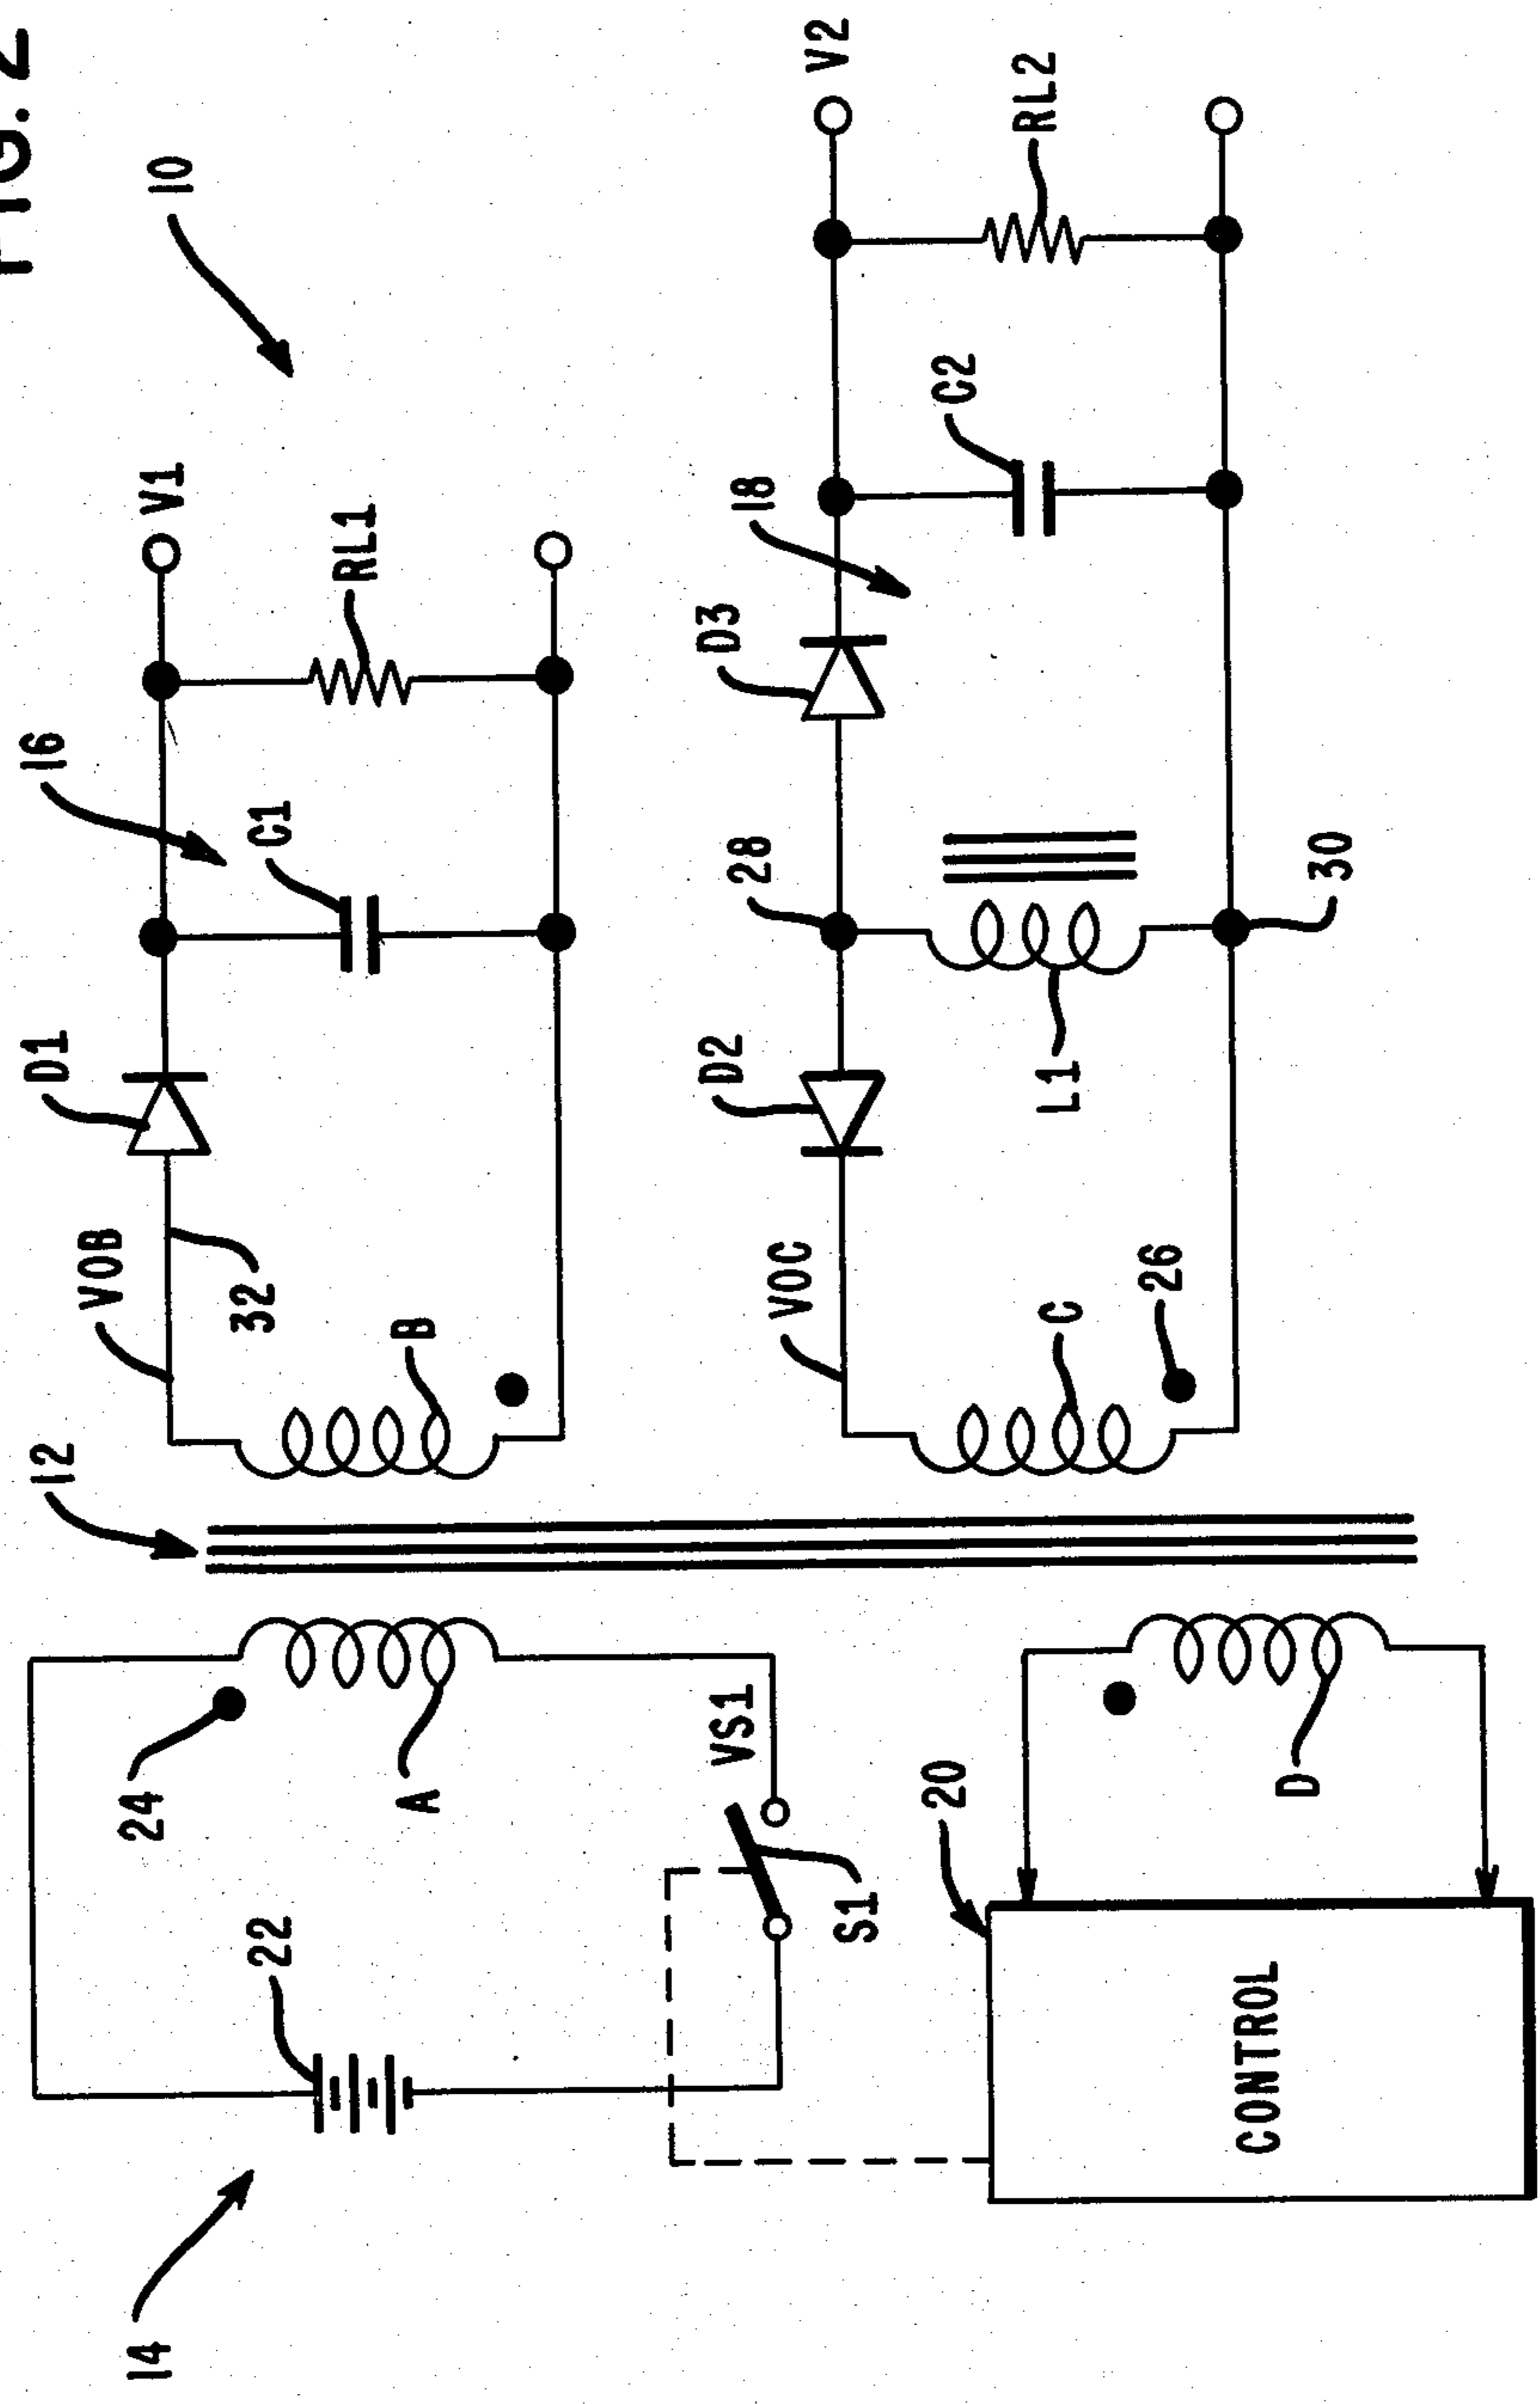 FIG. 2
10
14
12
16
24
22
A
VS1
S1
VOB
32
B
D1
C1
RL1
V1
20
CONTROL
D
VOC
C
26
D2
28
L1
30
D3
18
C2
RL2
V2